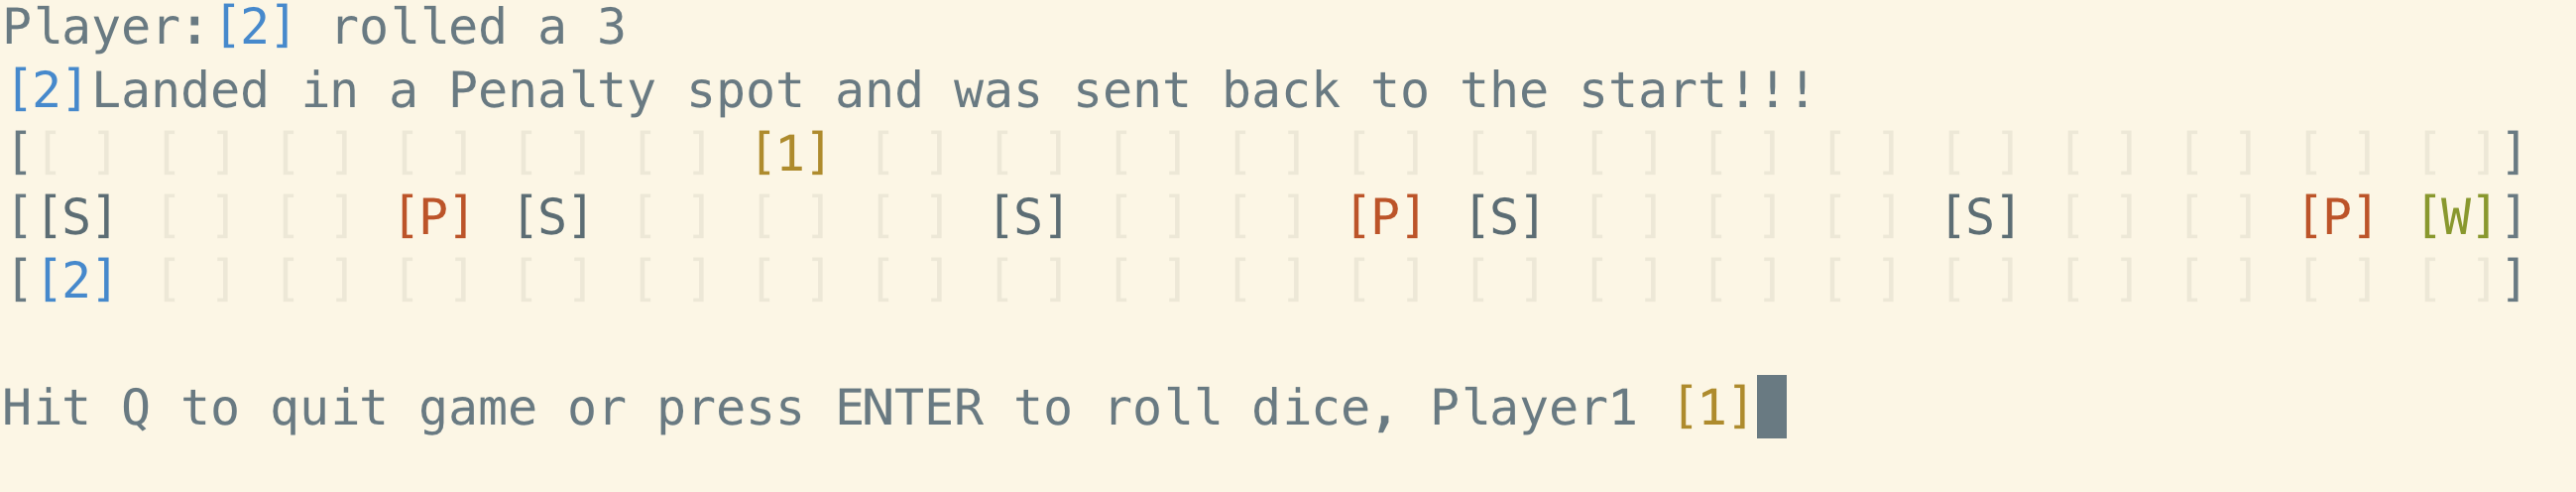 Player:[2] rolled a 3
[2]Landed in a Penalty spot and was sent back to the start!!!
[[ ] [ ] [ ] [ ] [ ] [ ] [1] [ ] [ ] [ ] [ ] [ ] [ ] [ ] [ ] [ ] [ ] [ ] [ ] [ ] [ ]]
[[S] [ ] [ ] [P] [S] [ ] [ ] [ ] [S] [ ] [ ] [P] [S] [ ] [ ] [ ] [S] [ ] [ ] [P] [W]]
[[2] [ ] [ ] [ ] [ ] [ ] [ ] [ ] [ ] [ ] [ ] [ ] [ ] [ ] [ ] [ ] [ ] [ ] [ ] [ ] [ ]]
Hit Q to quit game or press ENTER to roll dice, Player1 [1]